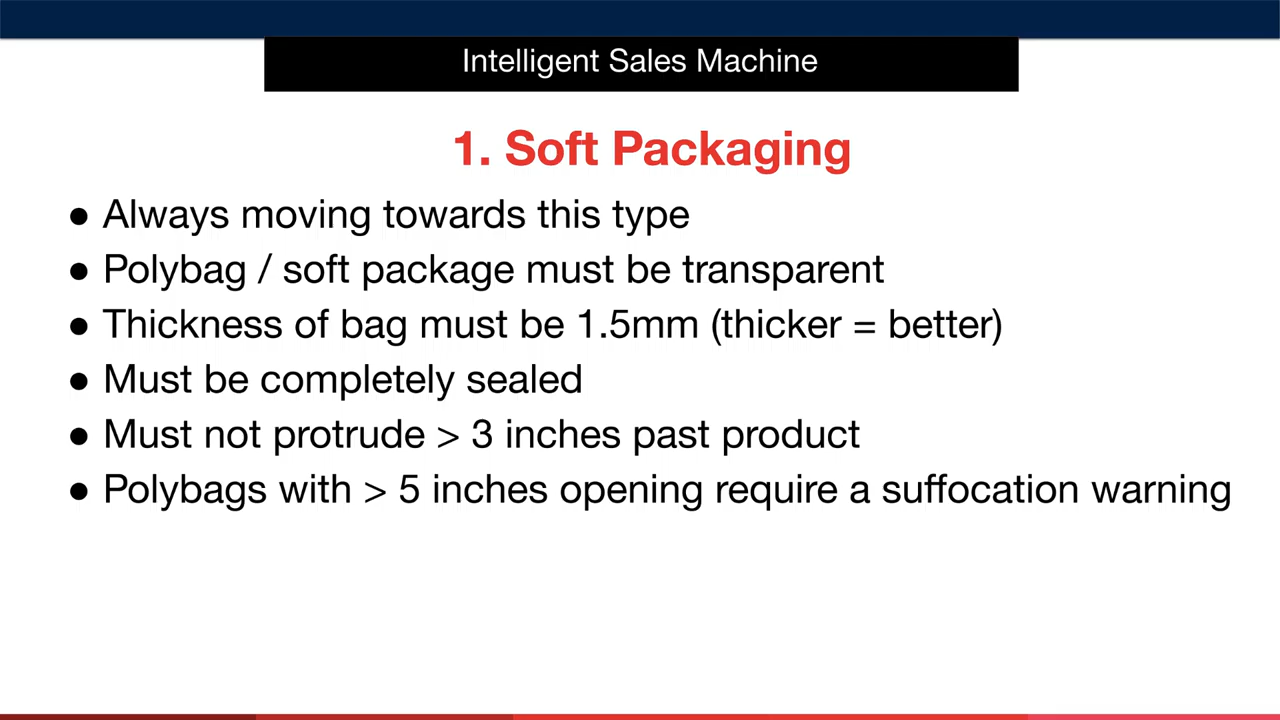 Intelligent Sales Machine
1. Soft Packaging
● Always moving towards this type
● Polybag / soft package must be transparent
● Thickness of bag must be 1.5mm (thicker = better)
● Must be completely sealed
● Must not protrude > 3 inches past product
● Polybags with > 5 inches opening require a suffocation warning